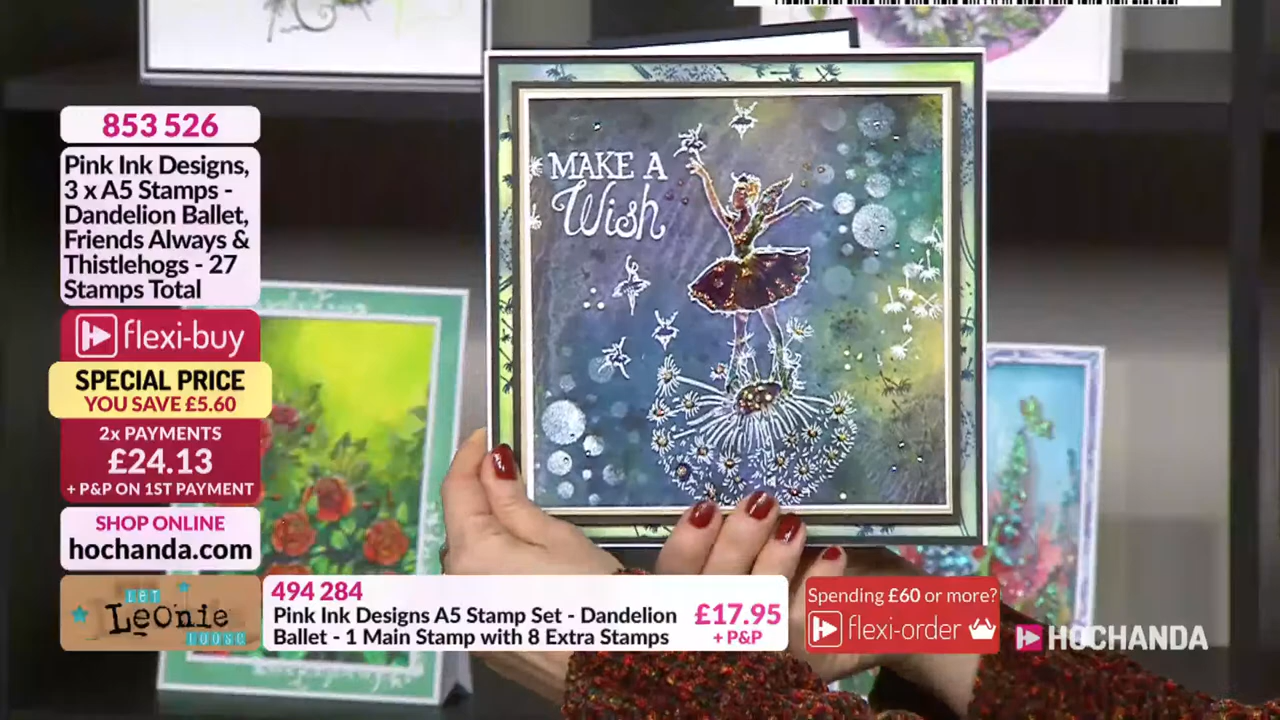 853 526
Pink Ink Designs,
3 x A5 Stamps -
Dandelion Ballet,
Friends Always &
Thistlehogs - 27
Stamps Total
flexi-buy
SPECIAL PRICE
YOU SAVE £5.60
2x PAYMENTS
£24.13
+ P&P ON 1ST PAYMENT
SHOP ONLINE
hochanda.com
MAKE A
Wish
LET
Leonie
LOOSE
494 284
Pink Ink Designs A5 Stamp Set - Dandelion
Ballet - 1 Main Stamp with 8 Extra Stamps
£17.95
+ P&P
Spending £60 or more?
flexi-order
HOCHANDA